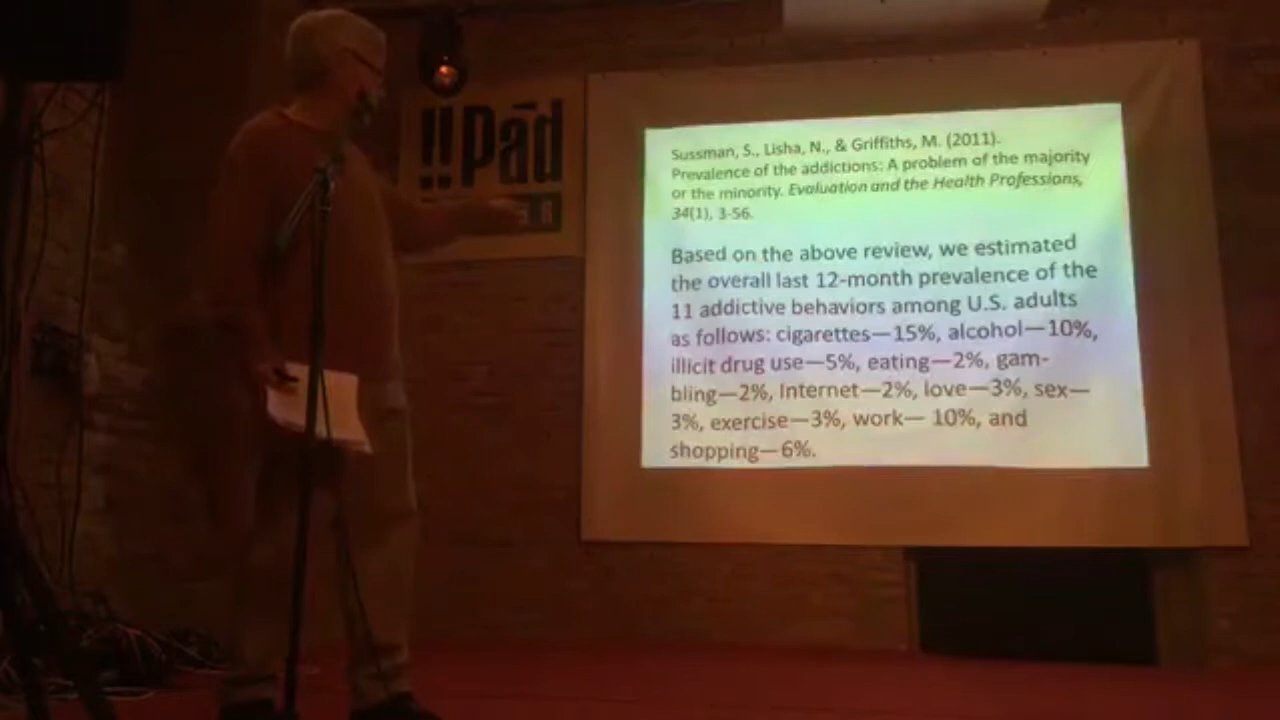 !!Pād
Sussman, S., Lisha, N., & Griffiths, M. (2011).
Prevalence of the addictions: A problem of the majority
or the minority. Evaluation and the Health Professions,
34(1), 3-56.
Based on the above review, we estimated
the overall last 12-month prevalence of the
11 addictive behaviors among U.S. adults
as follows: cigarettes—15%, alcohol—10%,
illicit drug use—5%, eating—2%, gam-
bling—2%, Internet—2%, love—3%, sex—
3%, exercise—3%, work— 10%, and
shopping—6%.